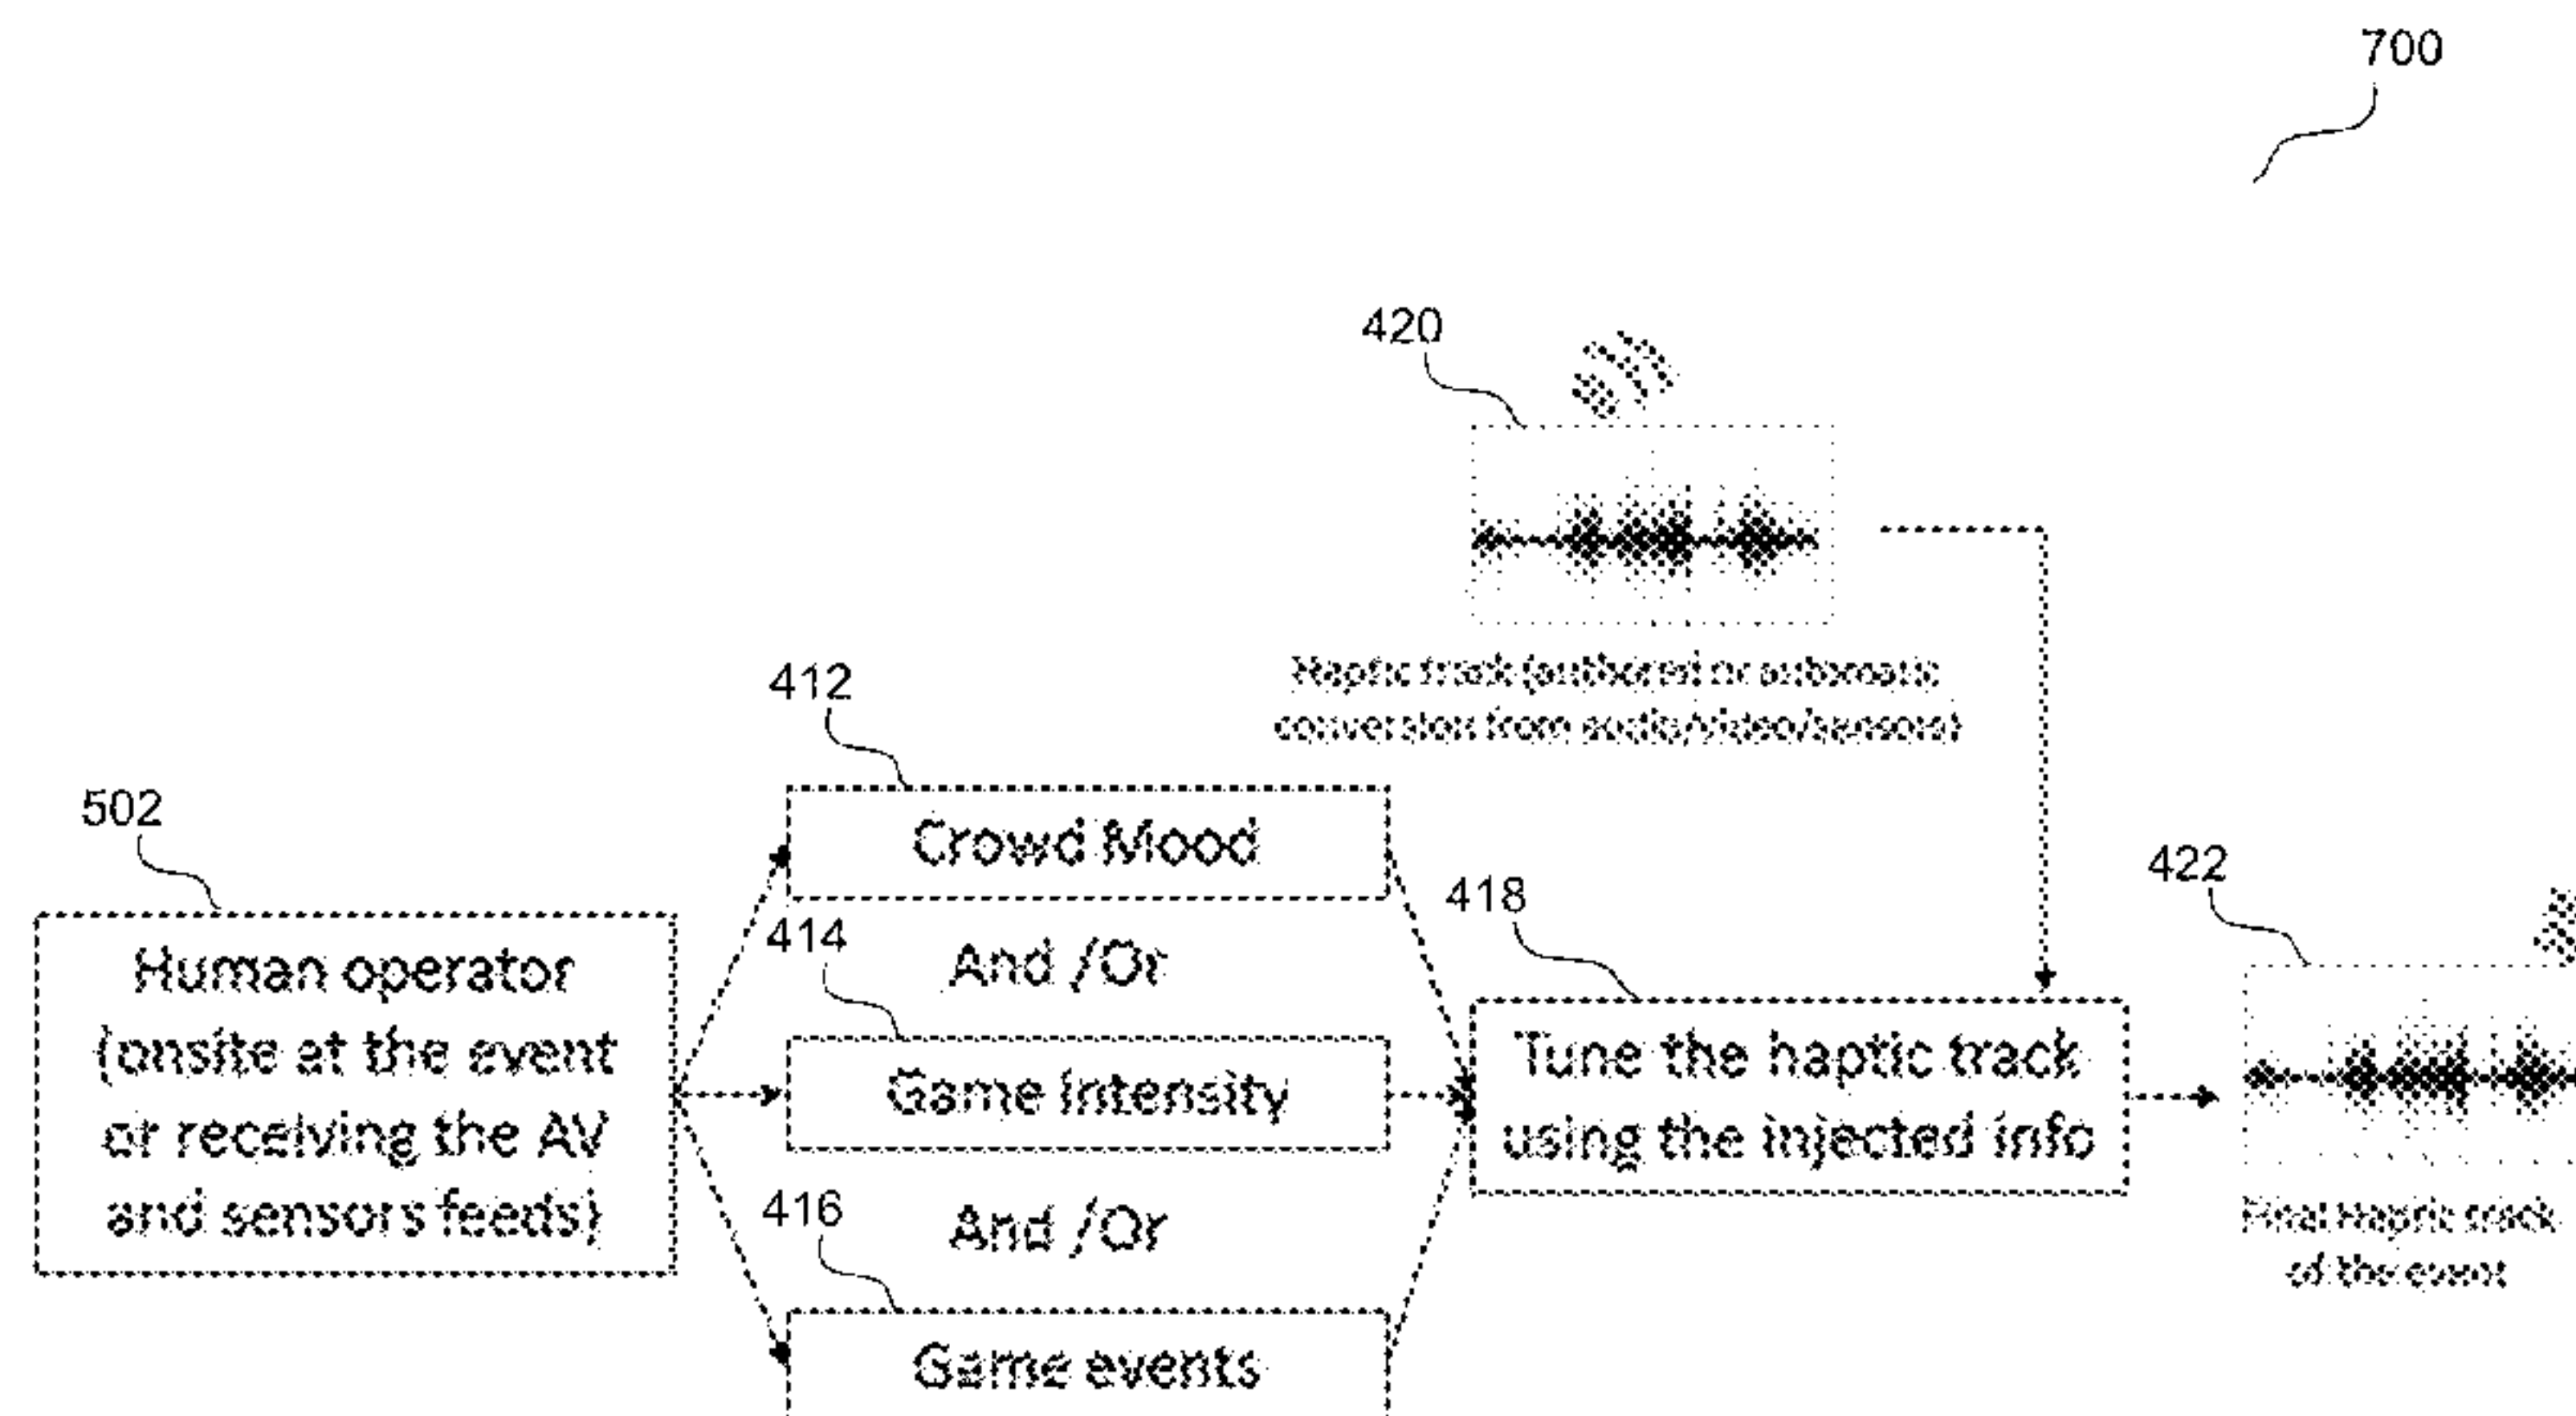 700
420
Haptic track (authored or automatic
conversion from audio/video/sensors)
412
Crowd Mood
502
Human operator
(onsite at the event
or receiving the AV
and sensors feeds)
414
And /Or
Game Intensity
416
And /Or
Game events
418
Tune the haptic track
using the injected info
422
Final Haptic track
of the event